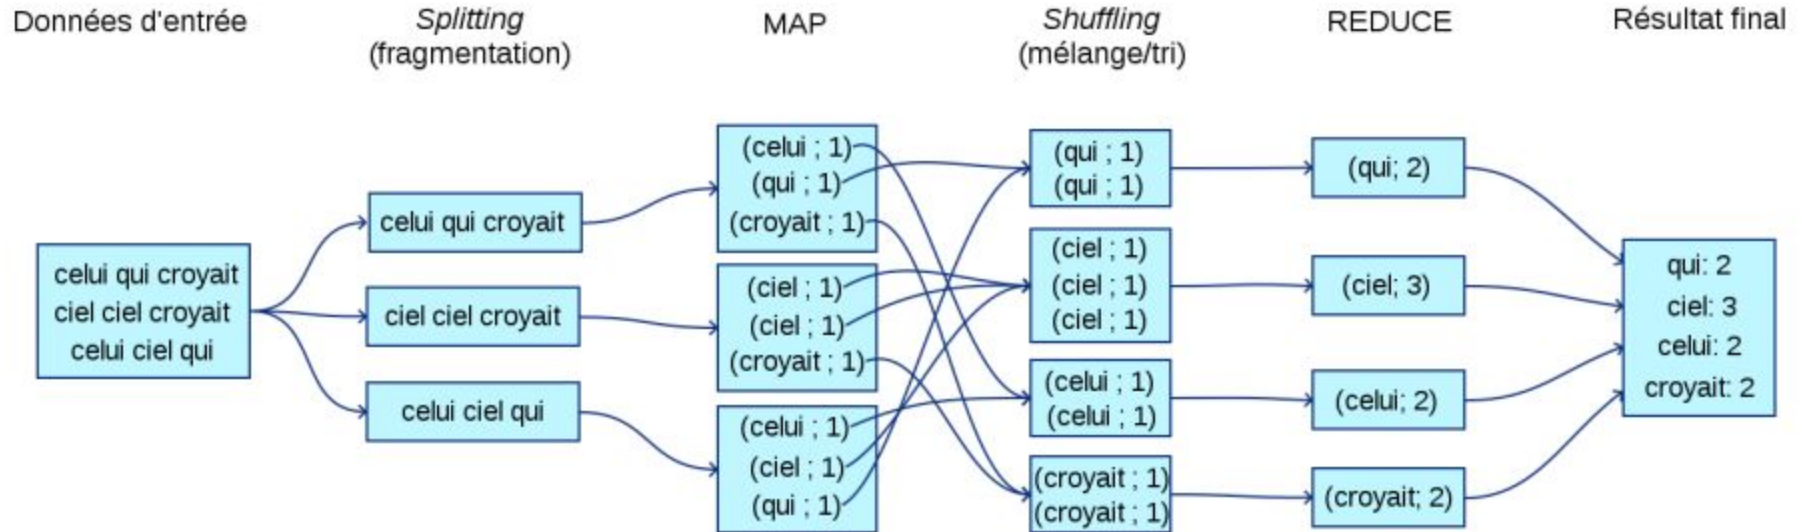 Données d'entrée
Splitting
(fragmentation)
MAP
Shuffling
(mélange/tri)
REDUCE
Résultat final
celui qui croyait
ciel ciel croyait
celui ciel qui
celui qui croyait
ciel ciel croyait
celui ciel qui
(celui ; 1)
(qui ; 1)
(croyait ; 1)
(ciel ; 1)
(ciel ; 1)
(croyait ; 1)
(celui ; 1)
(ciel ; 1)
(qui ; 1)
(qui ; 1)
(qui ; 1)
(ciel ; 1)
(ciel ; 1)
(ciel ; 1)
(celui ; 1)
(celui ; 1)
(croyait ; 1)
(croyait ; 1)
(qui; 2)
(ciel; 3)
(celui; 2)
(croyait; 2)
qui: 2
ciel: 3
celui: 2
croyait: 2